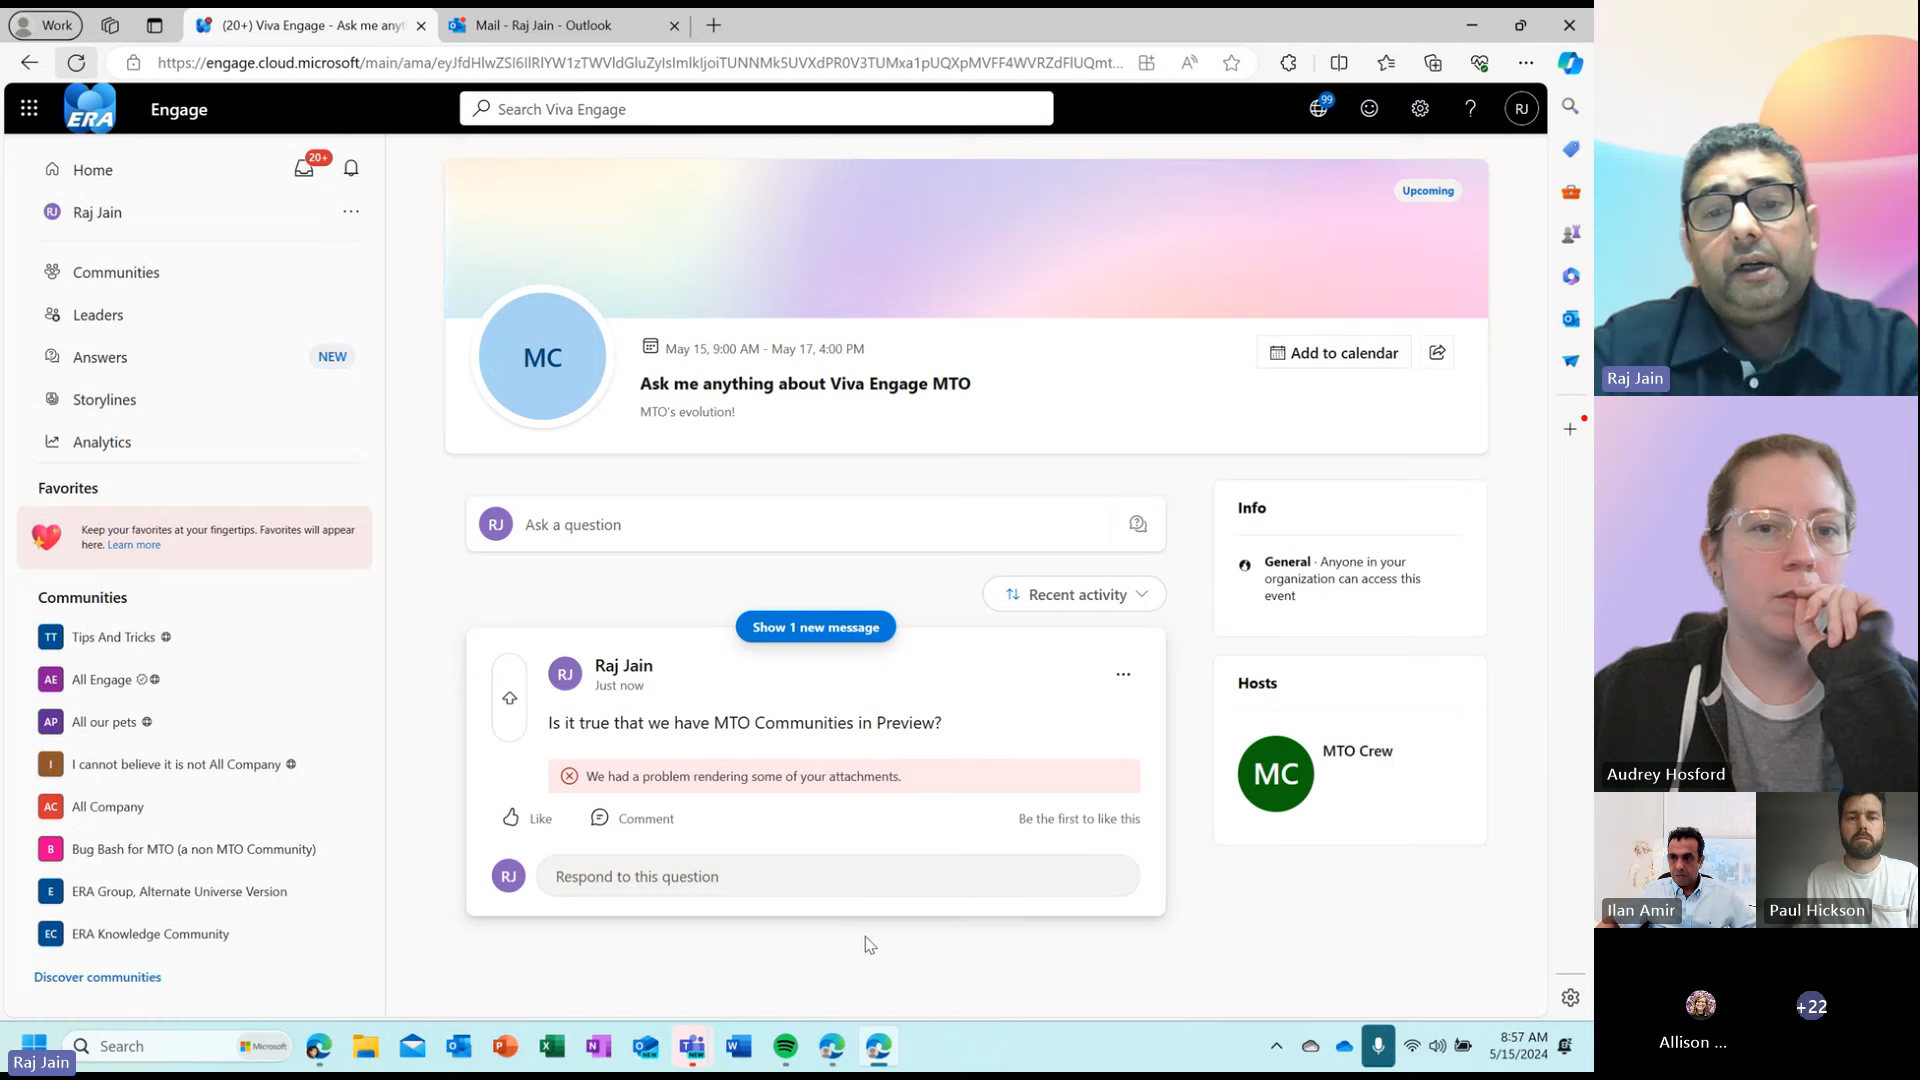 Work
(20+) Viva Engage - Ask me anyt
Mail - Raj Jain - Outlook
https://engage.cloud.microsoft/main/ama/eyJfdHlwZSI6IlRlYW1zTWVldGluZyIsImlkIjoiTUNNMk5UVXdPR0V3TUMxa1pUQXpMVFF4WVRZdFlUQmt...
ERA
Engage
Search Viva Engage
99
RJ
Home
20+
RJ
Raj Jain
Communities
Leaders
Answers
NEW
Storylines
Analytics
Favorites
Keep your favorites at your fingertips. Favorites will appear
here. Learn more
Communities
TT Tips And Tricks
AE All Engage
AP All our pets
I I cannot believe it is not All Company
AC All Company
B Bug Bash for MTO (a non MTO Community)
E ERA Group, Alternate Universe Version
EC ERA Knowledge Community
Discover communities
Upcoming
MC
May 15, 9:00 AM - May 17, 4:00 PM
Ask me anything about Viva Engage MTO
MTO's evolution!
Add to calendar
RJ
Ask a question
Recent activity
Show 1 new message
RJ
Raj Jain
Just now
Is it true that we have MTO Communities in Preview?
We had a problem rendering some of your attachments.
Like
Comment
Be the first to like this
RJ
Respond to this question
Info
General · Anyone in your
organization can access this
event
Hosts
MC
MTO Crew
Raj Jain
Audrey Hosford
Ilan Amir
Paul Hickson
Allison ...
+22
Search
Microsoft
NEW
NEW
8:57 AM
5/15/2024
Raj Jain